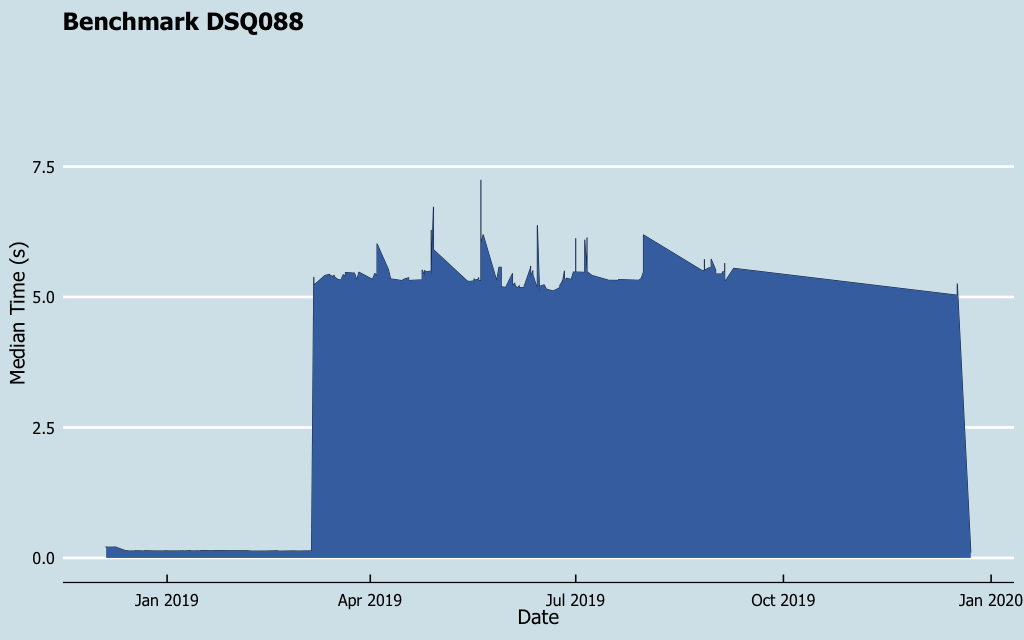 Benchmark DSQ088
Median Time (s)
7.5
5.0
2.5
0.0
Jan 2019 Apr 2019 Jul 2019 Oct 2019 Jan 2020
Date